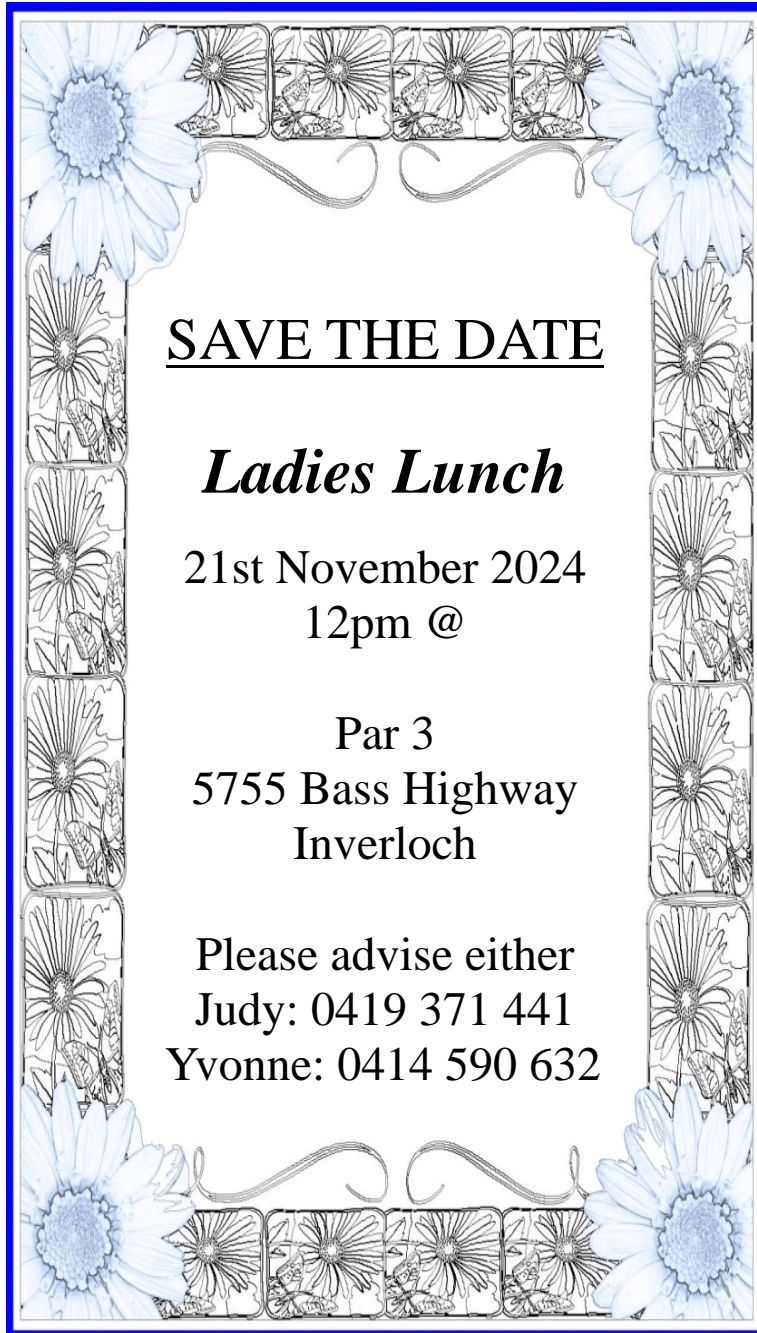 SAVE THE DATE
Ladies Lunch
21st November 2024
12pm @
Par 3
5755 Bass Highway
Inverloch
Please advise either
Judy: 0419 371 441
Yvonne: 0414 590 632